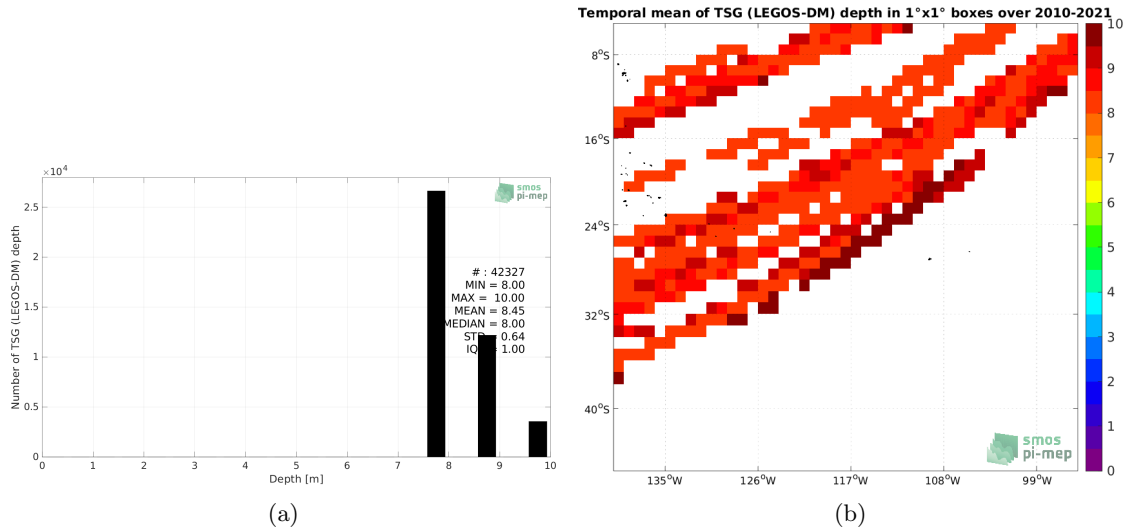 Temporal mean of TSG (LEGOS-DM) depth in 1°x1° boxes over 2010-2021
×10⁴
2.5
2
1.5
1
0.5
0
Number of TSG (LEGOS-DM) depth
smos
pi-mep
# : 42327
MIN = 8.00
MAX = 10.00
MEAN = 8.45
MEDIAN = 8.00
STD = 0.64
IQR = 1.00
0 1 2 3 4 5 6 7 8 9 10
Depth [m]
(a)
8°S
16°S
24°S
32°S
40°S
135°W 126°W 117°W 108°W 99°W
smos
pi-mep
10
9
8
7
6
5
4
3
2
1
0
(b)